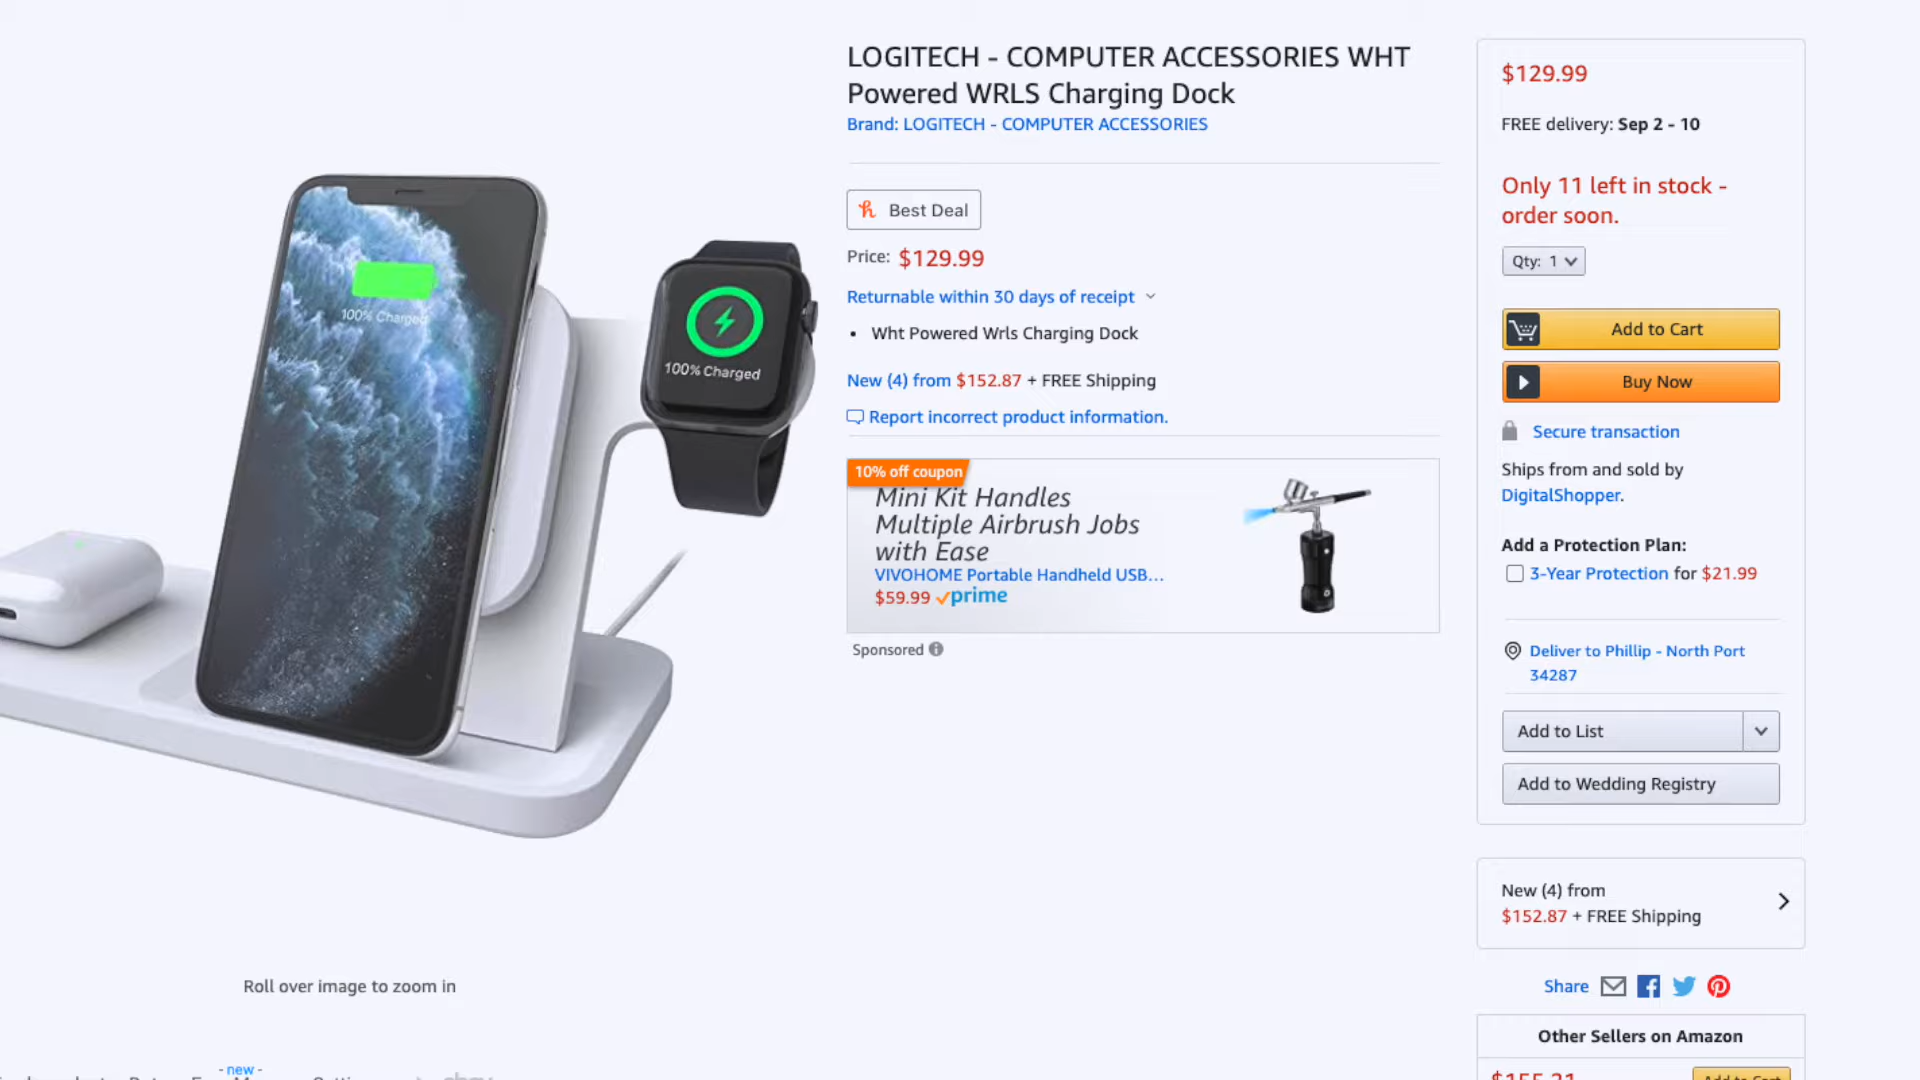 LOGITECH - COMPUTER ACCESSORIES WHT
Powered WRLS Charging Dock
Brand: LOGITECH - COMPUTER ACCESSORIES
Best Deal
Price: $129.99
Returnable within 30 days of receipt
• Wht Powered Wrls Charging Dock
New (4) from $152.87 + FREE Shipping
Report incorrect product information.
10% off coupon
Mini Kit Handles
Multiple Airbrush Jobs
with Ease
VIVOHOME Portable Handheld USB...
$59.99 prime
Sponsored
100% Charged
100% Charged
Roll over image to zoom in
- new -
$129.99
FREE delivery: Sep 2 - 10
Only 11 left in stock -
order soon.
Qty: 1
Add to Cart
Buy Now
Secure transaction
Ships from and sold by
DigitalShopper.
Add a Protection Plan:
3-Year Protection for $21.99
Deliver to Phillip - North Port
34287
Add to List
Add to Wedding Registry
New (4) from
$152.87 + FREE Shipping
Share
Other Sellers on Amazon
$155.21
Add to Cart